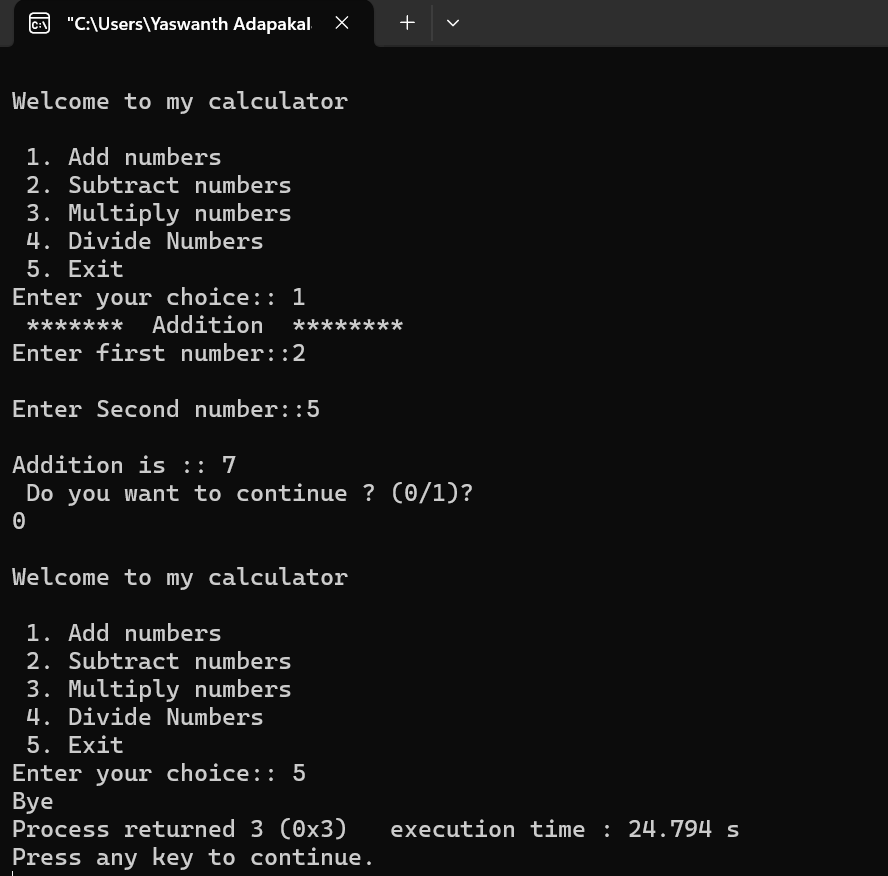 "C:\Users\Yaswanth Adapakal
Welcome to my calculator
1. Add numbers
2. Subtract numbers
3. Multiply numbers
4. Divide Numbers
5. Exit
Enter your choice:: 1
*******  Addition  ********
Enter first number::2
Enter Second number::5
Addition is :: 7
Do you want to continue ? (0/1)?
0
Welcome to my calculator
1. Add numbers
2. Subtract numbers
3. Multiply numbers
4. Divide Numbers
5. Exit
Enter your choice:: 5
Bye
Process returned 3 (0x3)   execution time : 24.794 s
Press any key to continue.